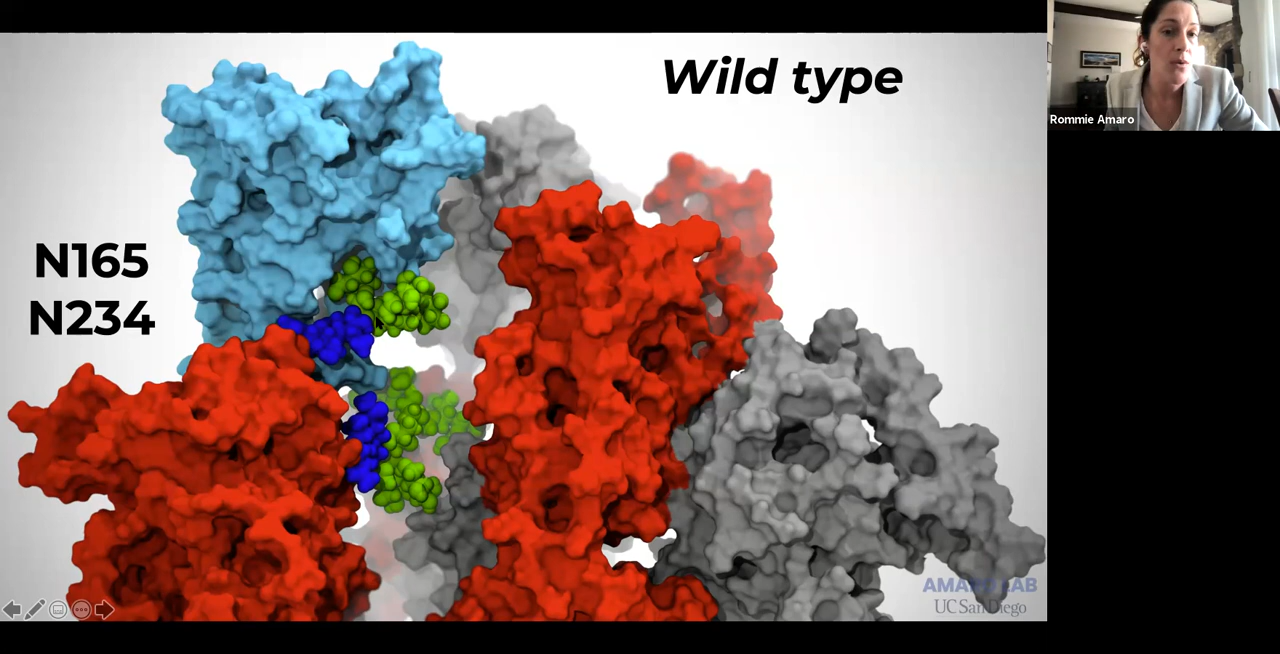 Wild type
Rommie Amaro
N165
N234
AMARO LAB
UC San Diego